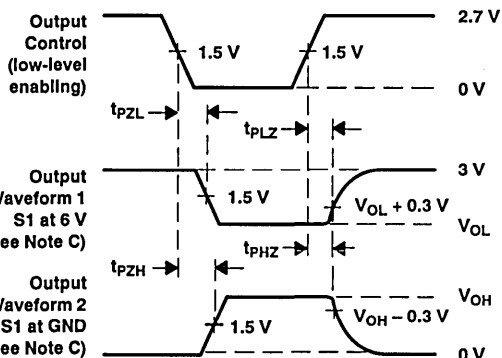 Output
Control
(low-level
enabling)
2.7 V
1.5 V
1.5 V
0 V
tPZL
tPLZ
Output
Waveform 1
S1 at 6 V
(see Note C)
3 V
1.5 V
VOL + 0.3 V
VOL
tPZH
tPHZ
Output
Waveform 2
S1 at GND
(see Note C)
VOH
1.5 V
VOH − 0.3 V
0 V